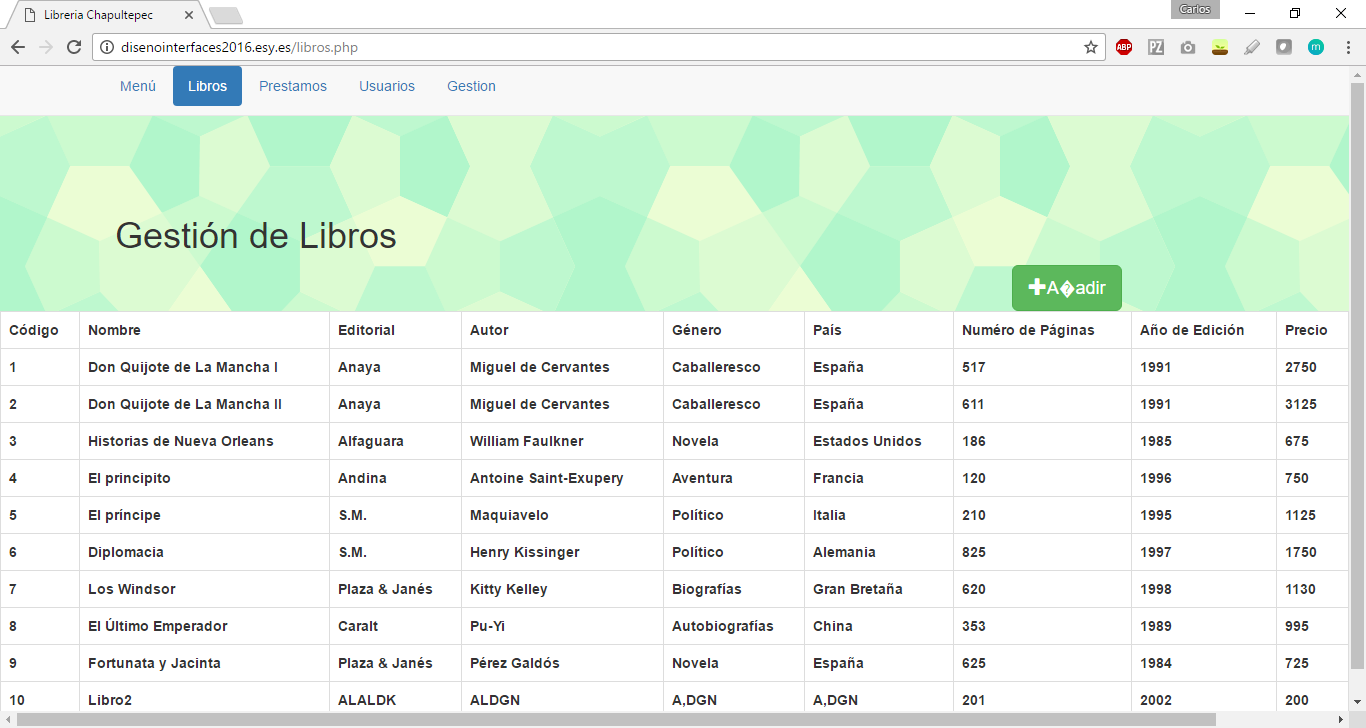 Libreria Chapultepec
Carlos
disenointerfaces2016.esy.es/libros.php
ABP PZ m
Menú Libros Prestamos Usuarios Gestion
Gestión de Libros
A�adir
Código Nombre Editorial Autor Género País Numéro de Páginas Año de Edición Precio
1 Don Quijote de La Mancha I Anaya Miguel de Cervantes Caballeresco España 517 1991 2750
2 Don Quijote de La Mancha II Anaya Miguel de Cervantes Caballeresco España 611 1991 3125
3 Historias de Nueva Orleans Alfaguara William Faulkner Novela Estados Unidos 186 1985 675
4 El principito Andina Antoine Saint-Exupery Aventura Francia 120 1996 750
5 El príncipe S.M. Maquiavelo Político Italia 210 1995 1125
6 Diplomacia S.M. Henry Kissinger Político Alemania 825 1997 1750
7 Los Windsor Plaza & Janés Kitty Kelley Biografías Gran Bretaña 620 1998 1130
8 El Último Emperador Caralt Pu-Yi Autobiografías China 353 1989 995
9 Fortunata y Jacinta Plaza & Janés Pérez Galdós Novela España 625 1984 725
10 Libro2 ALALDK ALDGN A,DGN A,DGN 201 2002 200